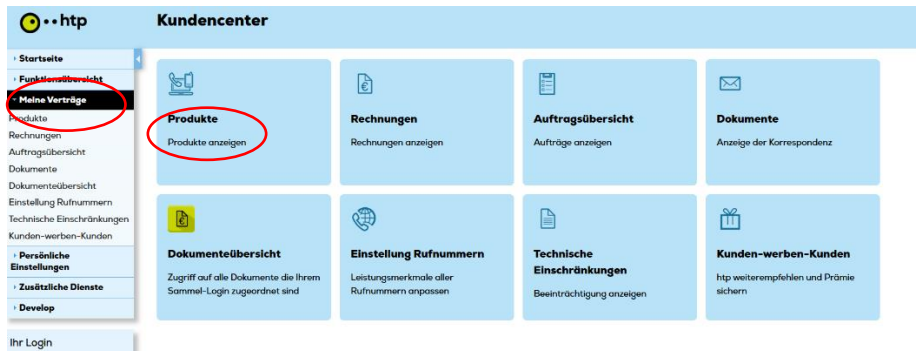 htp
Kundencenter
Startseite
Funktionsübersicht
Meine Verträge
Produkte
Rechnungen
Auftragsübersicht
Dokumente
Dokumenteübersicht
Einstellung Rufnummern
Technische Einschränkungen
Kunden-werben-Kunden
Persönliche
Einstellungen
Zusätzliche Dienste
Develop
Ihr Login
Produkte
Produkte anzeigen
Rechnungen
Rechnungen anzeigen
Auftragsübersicht
Aufträge anzeigen
Dokumente
Anzeige der Korrespondenz
Dokumenteübersicht
Zugriff auf alle Dokumente die Ihrem
Sammel-Login zugeordnet sind
Einstellung Rufnummern
Leistungsmerkmale aller
Rufnummern anpassen
Technische
Einschränkungen
Beeinträchtigung anzeigen
Kunden-werben-Kunden
htp weiterempfehlen und Prämie
sichern